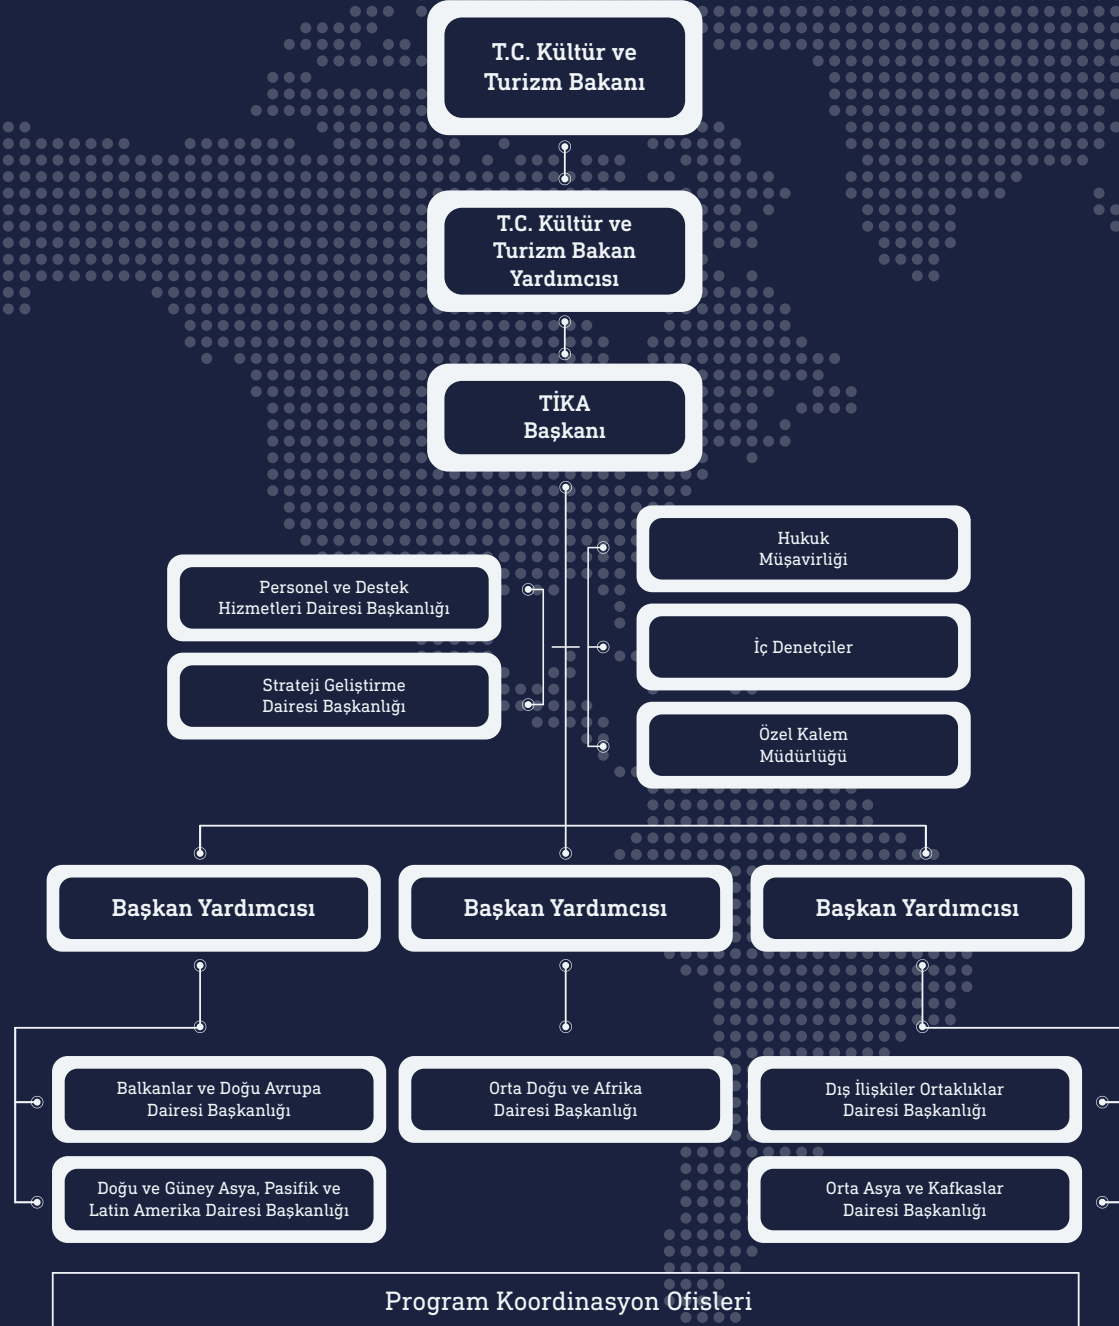 T.C. Kültür ve
Turizm Bakanı
T.C. Kültür ve
Turizm Bakan
Yardımcısı
TİKA
Başkanı
Hukuk
Müşavirliği
Personel ve Destek
Hizmetleri Dairesi Başkanlığı
İç Denetçiler
Strateji Geliştirme
Dairesi Başkanlığı
Özel Kalem
Müdürlüğü
Başkan Yardımcısı
Başkan Yardımcısı
Başkan Yardımcısı
Balkanlar ve Doğu Avrupa
Dairesi Başkanlığı
Orta Doğu ve Afrika
Dairesi Başkanlığı
Dış İlişkiler Ortaklıklar
Dairesi Başkanlığı
Doğu ve Güney Asya, Pasifik ve
Latin Amerika Dairesi Başkanlığı
Orta Asya ve Kafkaslar
Dairesi Başkanlığı
Program Koordinasyon Ofisleri